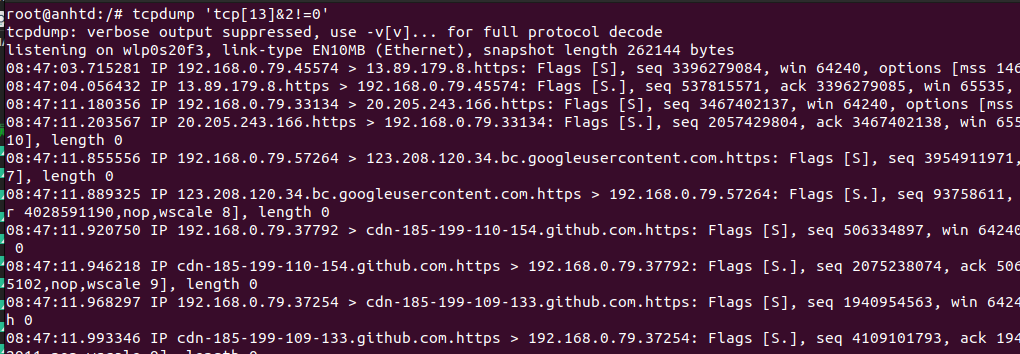 root@anhtd:/# tcpdump 'tcp[13]&2!=0'
tcpdump: verbose output suppressed, use -v[v]... for full protocol decode
listening on wlp0s20f3, link-type EN10MB (Ethernet), snapshot length 262144 bytes
08:47:03.715281 IP 192.168.0.79.45574 > 13.89.179.8.https: Flags [S], seq 3396279084, win 64240, options [mss 146
08:47:04.056432 IP 13.89.179.8.https > 192.168.0.79.45574: Flags [S.], seq 537815571, ack 3396279085, win 65535,
08:47:11.180356 IP 192.168.0.79.33134 > 20.205.243.166.https: Flags [S], seq 3467402137, win 64240, options [mss
08:47:11.203567 IP 20.205.243.166.https > 192.168.0.79.33134: Flags [S.], seq 2057429804, ack 3467402138, win 655
10], length 0
08:47:11.855556 IP 192.168.0.79.57264 > 123.208.120.34.bc.googleusercontent.com.https: Flags [S], seq 3954911971,
7], length 0
08:47:11.889325 IP 123.208.120.34.bc.googleusercontent.com.https > 192.168.0.79.57264: Flags [S.], seq 93758611,
r 4028591190,nop,wscale 8], length 0
08:47:11.920750 IP 192.168.0.79.37792 > cdn-185-199-110-154.github.com.https: Flags [S], seq 506334897, win 64240
0
08:47:11.946218 IP cdn-185-199-110-154.github.com.https > 192.168.0.79.37792: Flags [S.], seq 2075238074, ack 506
5102,nop,wscale 9], length 0
08:47:11.968297 IP 192.168.0.79.37254 > cdn-185-199-109-133.github.com.https: Flags [S], seq 1940954563, win 6424
h 0
08:47:11.993346 IP cdn-185-199-109-133.github.com.https > 192.168.0.79.37254: Flags [S.], seq 4109101793, ack 194